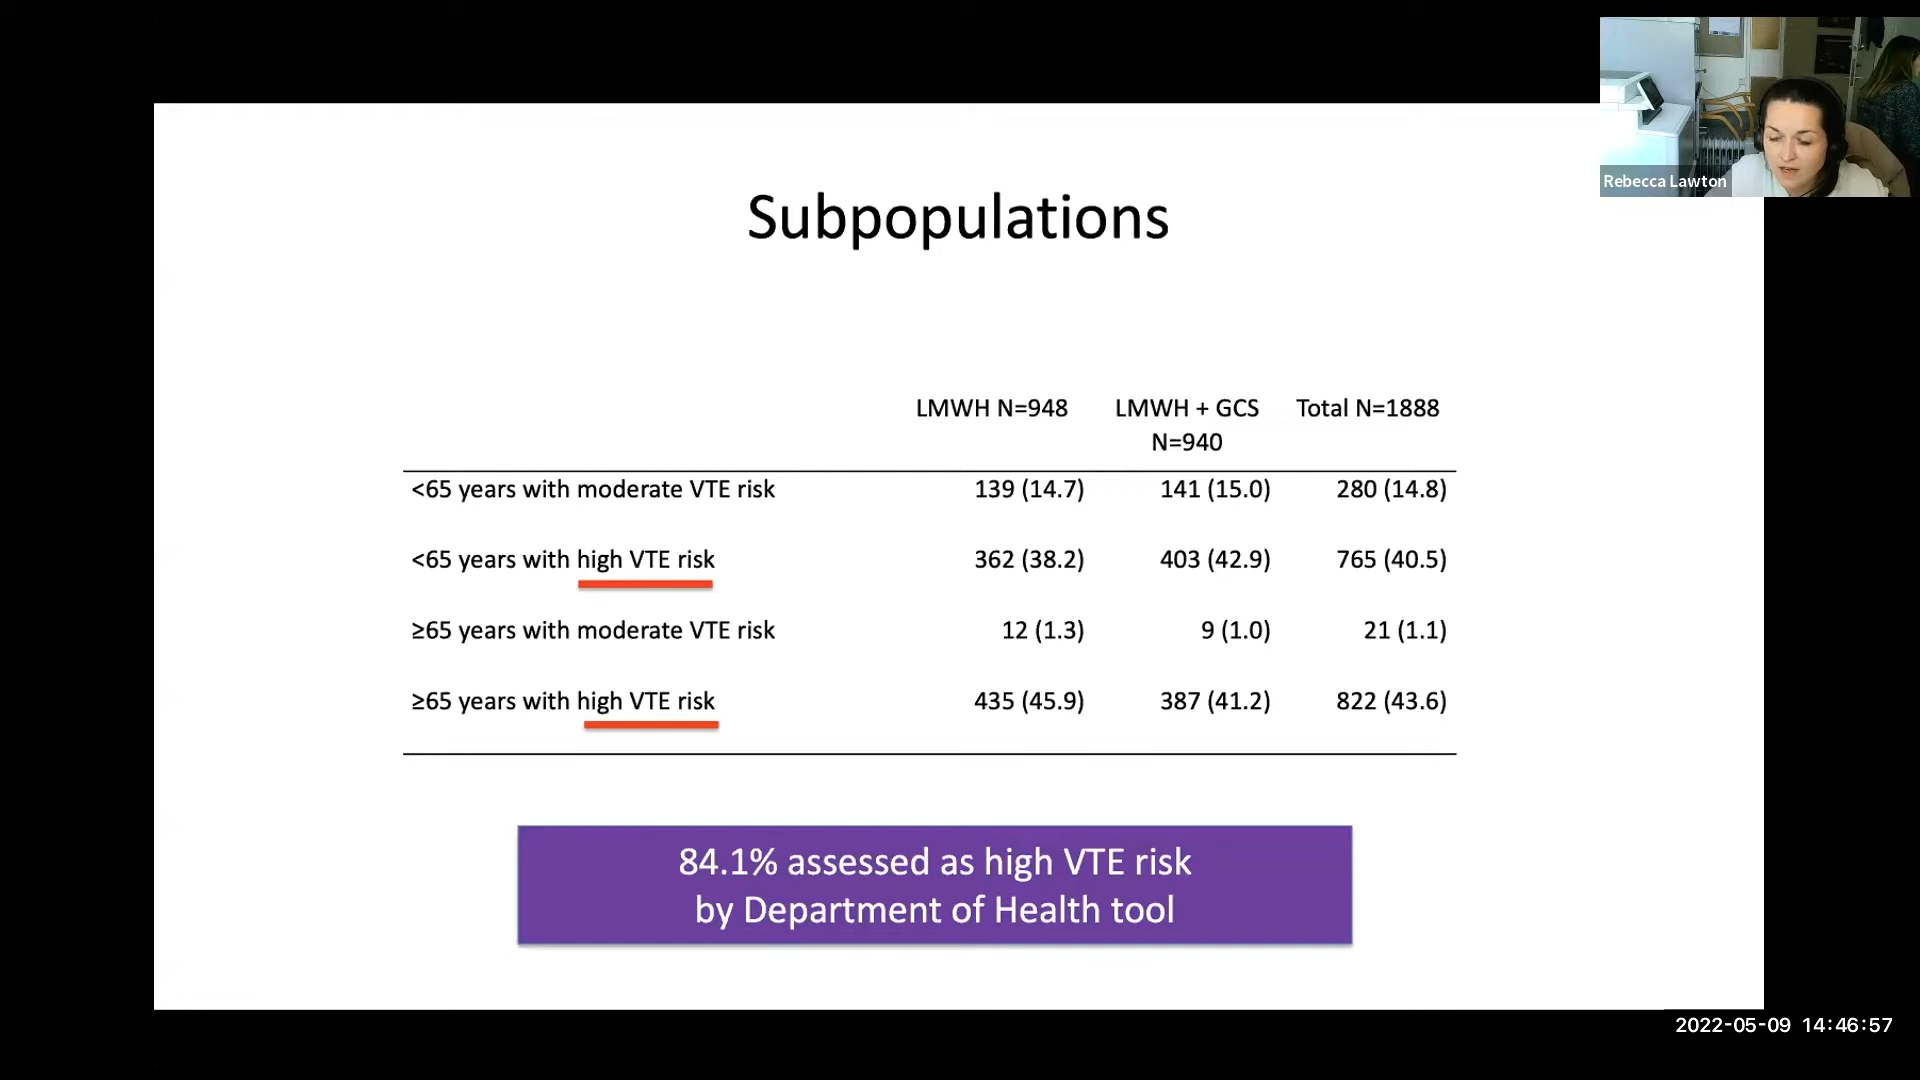 Rebecca Lawton
Subpopulations
LMWH N=948 LMWH + GCS Total N=1888
N=940
<65 years with moderate VTE risk 139 (14.7) 141 (15.0) 280 (14.8)
<65 years with high VTE risk 362 (38.2) 403 (42.9) 765 (40.5)
≥65 years with moderate VTE risk 12 (1.3) 9 (1.0) 21 (1.1)
≥65 years with high VTE risk 435 (45.9) 387 (41.2) 822 (43.6)
84.1% assessed as high VTE risk
by Department of Health tool
2022-05-09 14:46:57